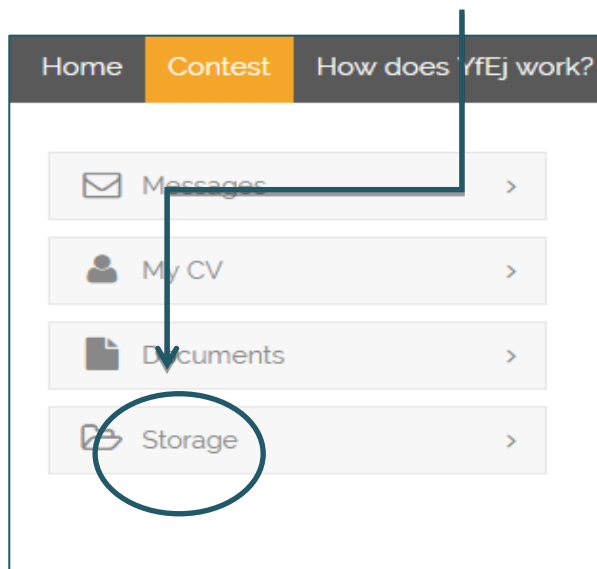 Home Contest How does YfEj work?
Messages
My CV
Documents
Storage